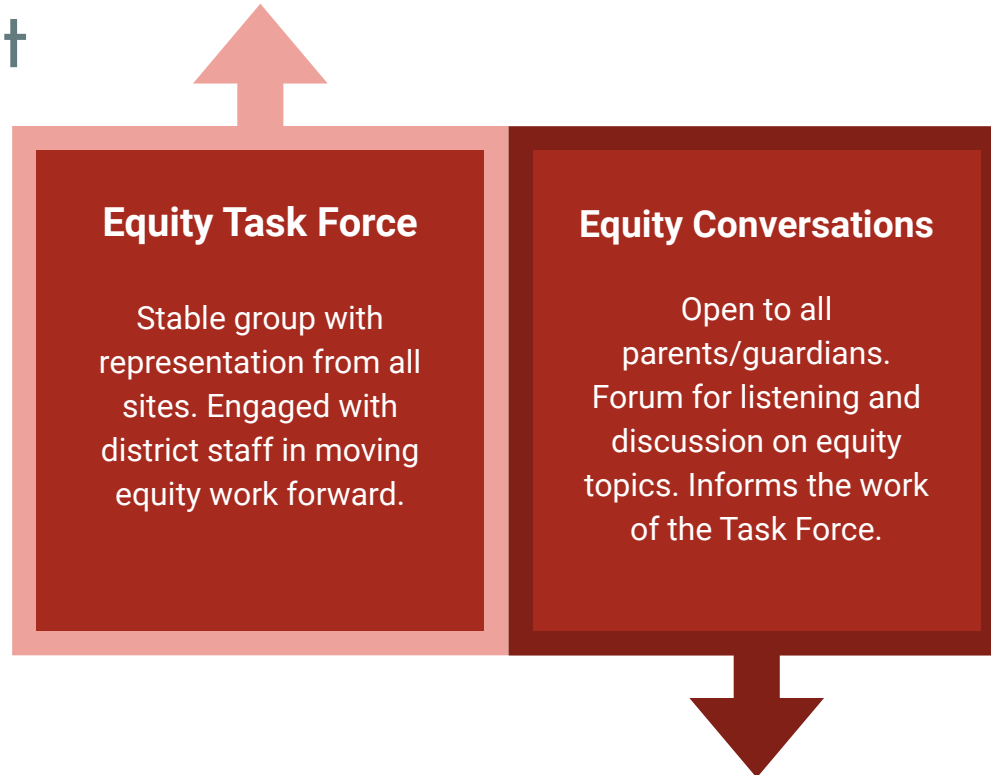 t
Equity Task Force
Stable group with
representation from all
sites. Engaged with
district staff in moving
equity work forward.
Equity Conversations
Open to all
parents/guardians.
Forum for listening and
discussion on equity
topics. Informs the work
of the Task Force.